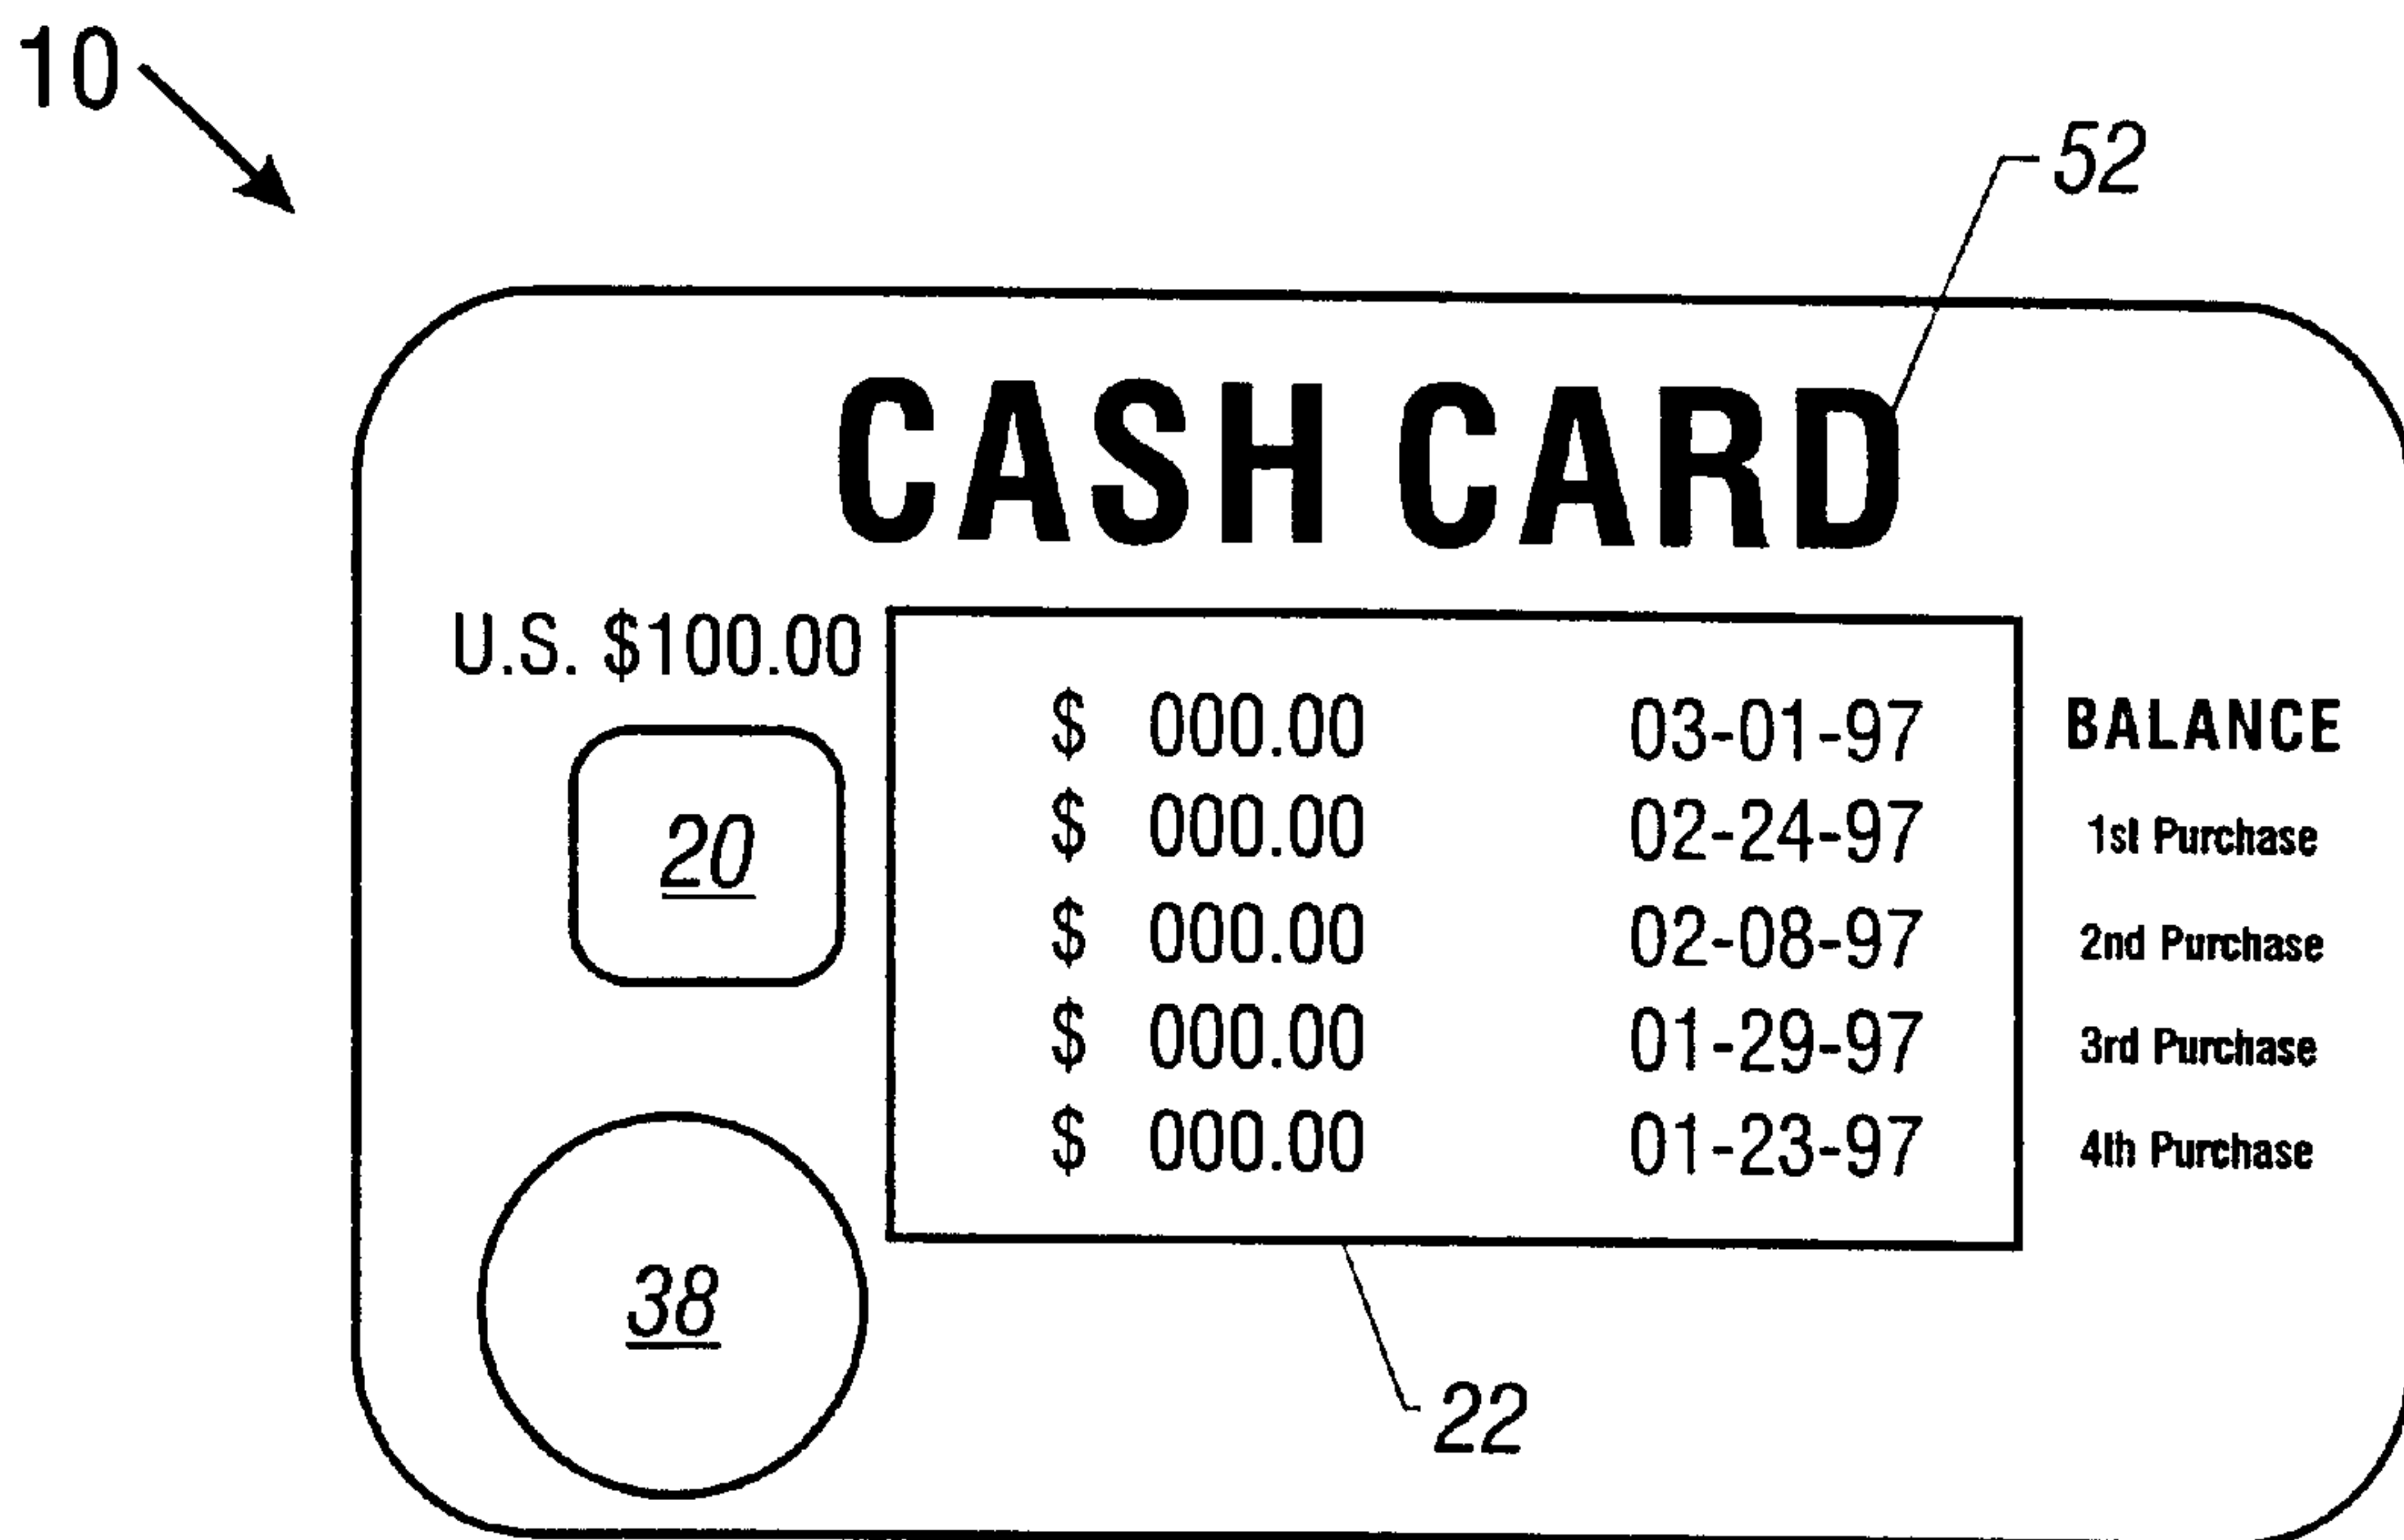 10
52
CASH CARD
U.S. $100.00
$ 000.00 03-01-97 BALANCE
$ 000.00 02-24-97 1st Purchase
20
$ 000.00 02-08-97 2nd Purchase
$ 000.00 01-29-97 3rd Purchase
$ 000.00 01-23-97 4th Purchase
38
22